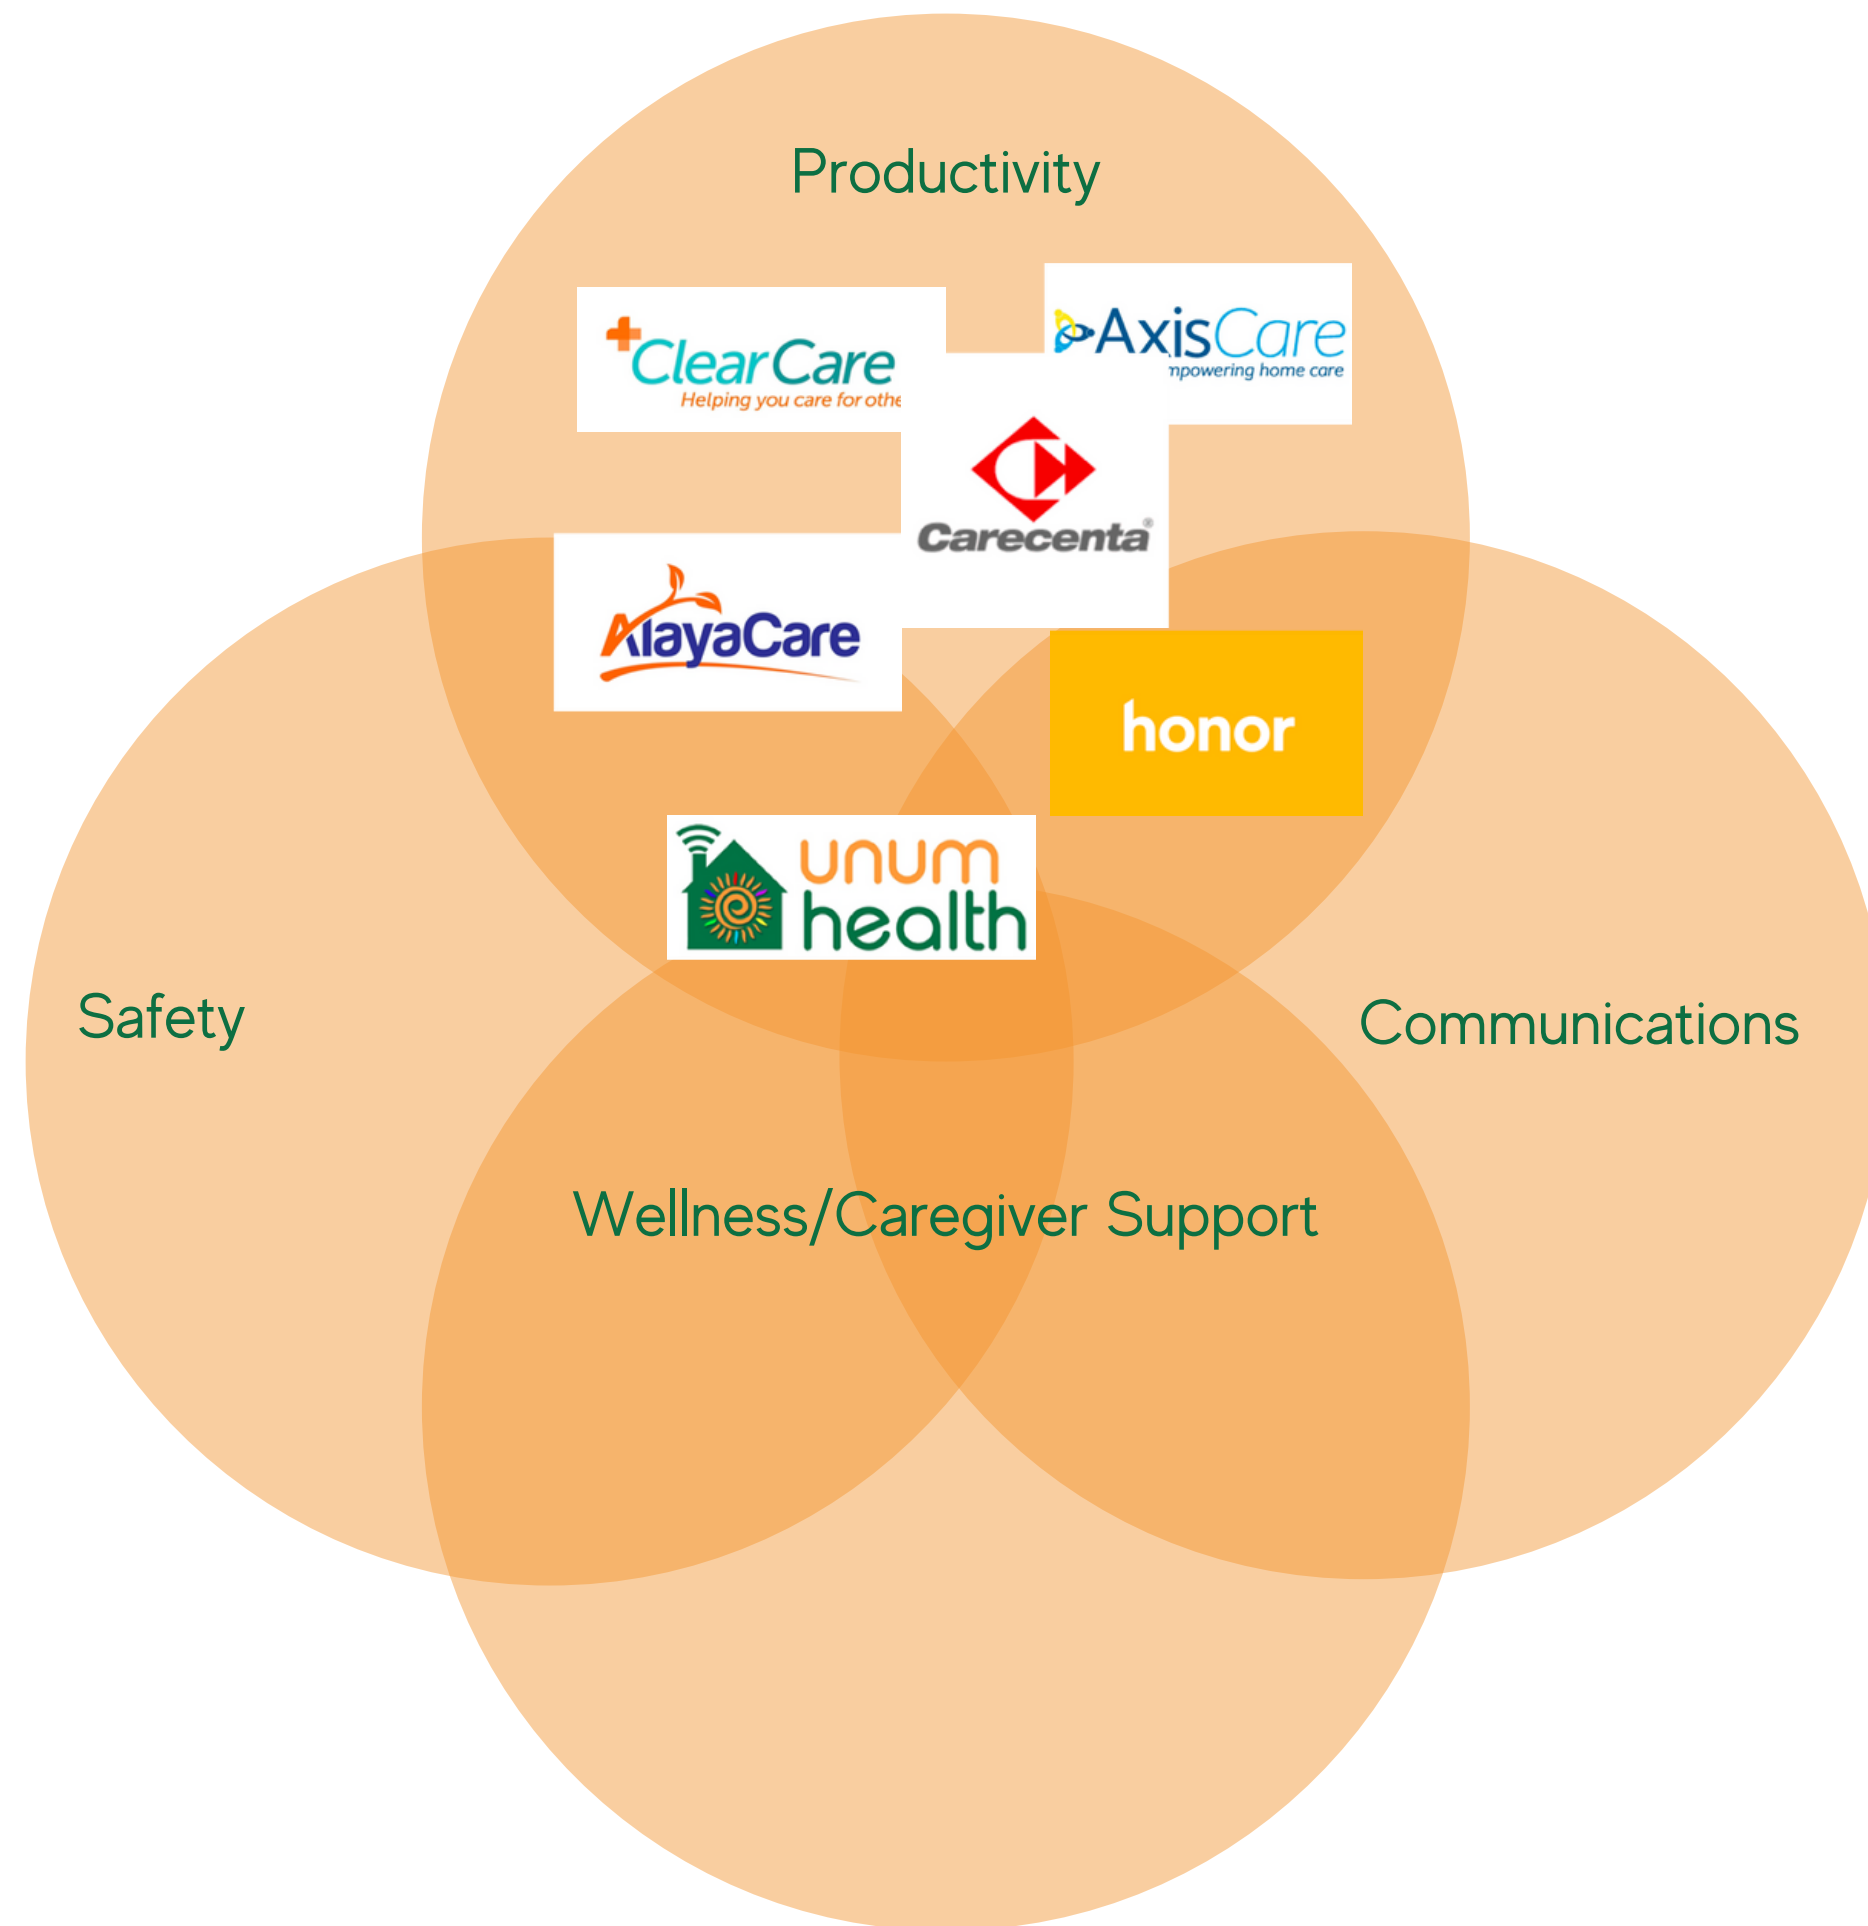 Productivity
ClearCare
Helping you care for othe
AxisCare
mpowering home care
Carecenta®
AlayaCare
honor
unum
health
Safety
Communications
Wellness/Caregiver Support